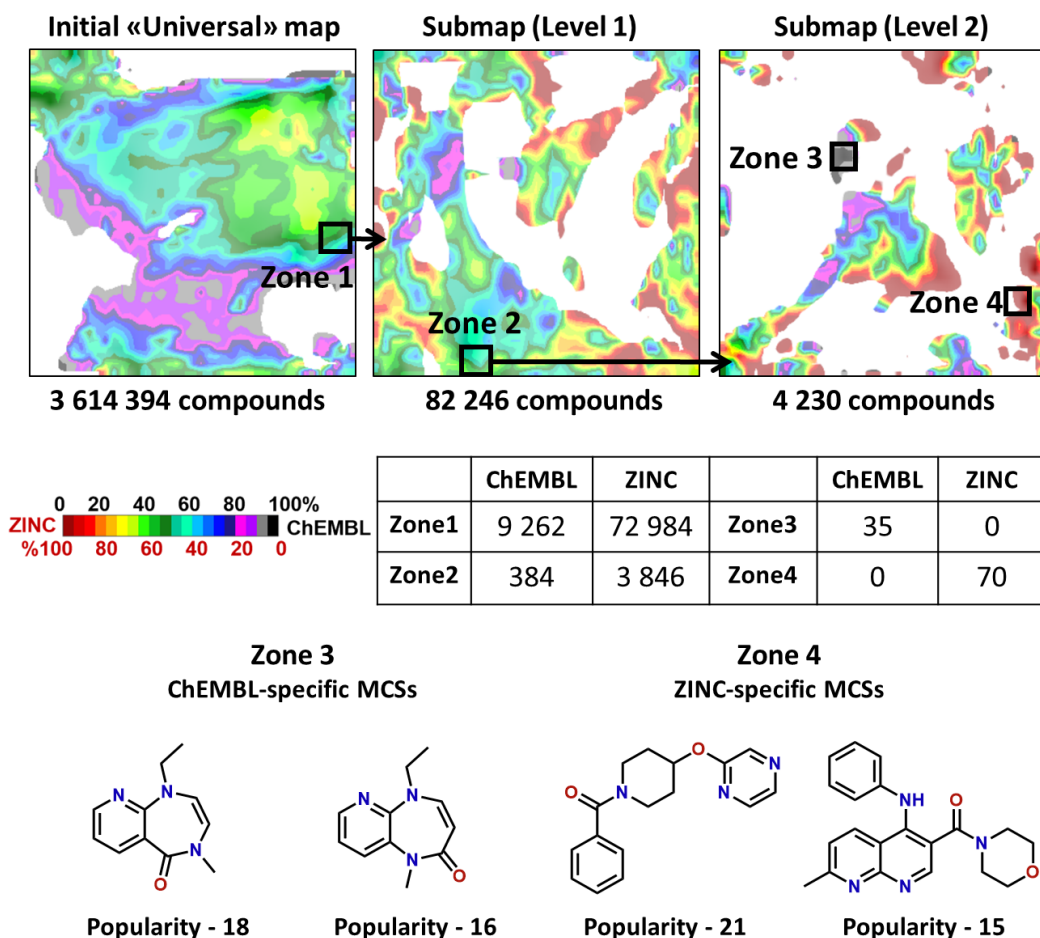 Initial «Universal» map
Submap (Level 1)
Submap (Level 2)
Zone 1
Zone 2
Zone 3
Zone 4
3 614 394 compounds
82 246 compounds
4 230 compounds
0 20 40 60 80 100%
ZINC ChEMBL
%100 80 60 40 20 0
ChEMBL ZINC ChEMBL ZINC
Zone1 9 262 72 984 Zone3 35 0
Zone2 384 3 846 Zone4 0 70
Zone 3
ChEMBL-specific MCSs
Zone 4
ZINC-specific MCSs
N N N O
N N N O
O N O N N
NH O N N N O
Popularity - 18
Popularity - 16
Popularity - 21
Popularity - 15